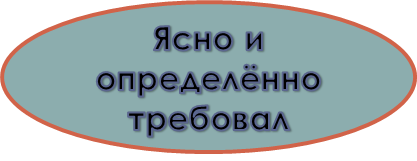 Ясно и
определённо
требовал